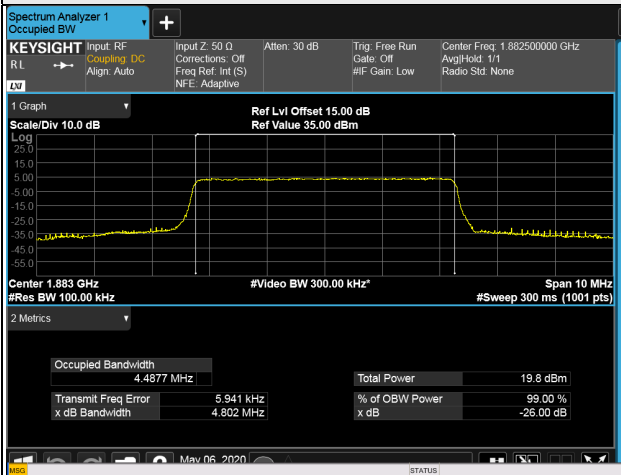 Spectrum Analyzer 1
Occupied BW
+
KEYSIGHT
R L
LXI
Input: RF
Coupling: DC
Align: Auto
Input Z: 50 Ω
Corrections: Off
Freq Ref: Int (S)
NFE: Adaptive
Atten: 30 dB
Trig: Free Run
Gate: Off
#IF Gain: Low
Center Freq: 1.882500000 GHz
Avg|Hold: 1/1
Radio Std: None
1 Graph
Scale/Div 10.0 dB
Ref Lvl Offset 15.00 dB
Ref Value 35.00 dBm
Log
25.0
15.0
5.00
-5.00
-15.0
-25.0
-35.0
-45.0
-55.0
Center 1.883 GHz
#Video BW 300.00 kHz*
Span 10 MHz
#Res BW 100.00 kHz
#Sweep 300 ms (1001 pts)
2 Metrics
Occupied Bandwidth
4.4877 MHz
Total Power 19.8 dBm
Transmit Freq Error 5.941 kHz
% of OBW Power 99.00 %
x dB Bandwidth 4.802 MHz
x dB -26.00 dB
May 06, 2020
MSG
STATUS